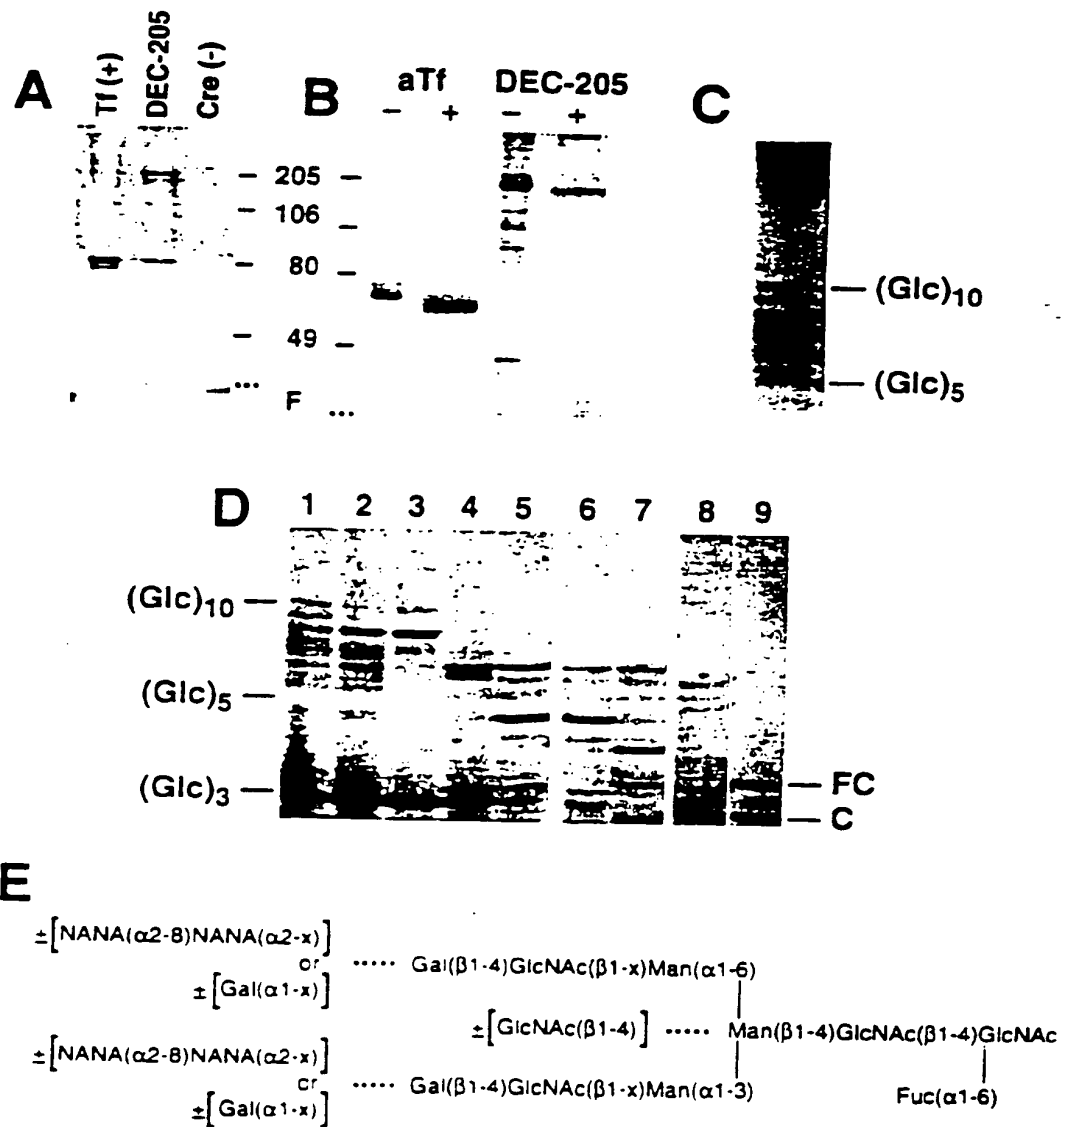 A
Tf (+)
DEC-205
Cre (-)
B
aTf
DEC-205
- + - +
C
205
106
80
49
F
(Glc)10
(Glc)5
D
1 2 3 4 5 6 7 8 9
(Glc)10
(Glc)5
(Glc)3
FC
C
E
±[NANA(α2-8)NANA(α2-x)]
or
±[Gal(α1-x)]
····· Gal(β1-4)GlcNAc(β1-x)Man(α1-6)
±[GlcNAc(β1-4)] ····· Man(β1-4)GlcNAc(β1-4)GlcNAc
±[NANA(α2-8)NANA(α2-x)]
or
±[Gal(α1-x)]
····· Gal(β1-4)GlcNAc(β1-x)Man(α1-3)
Fuc(α1-6)